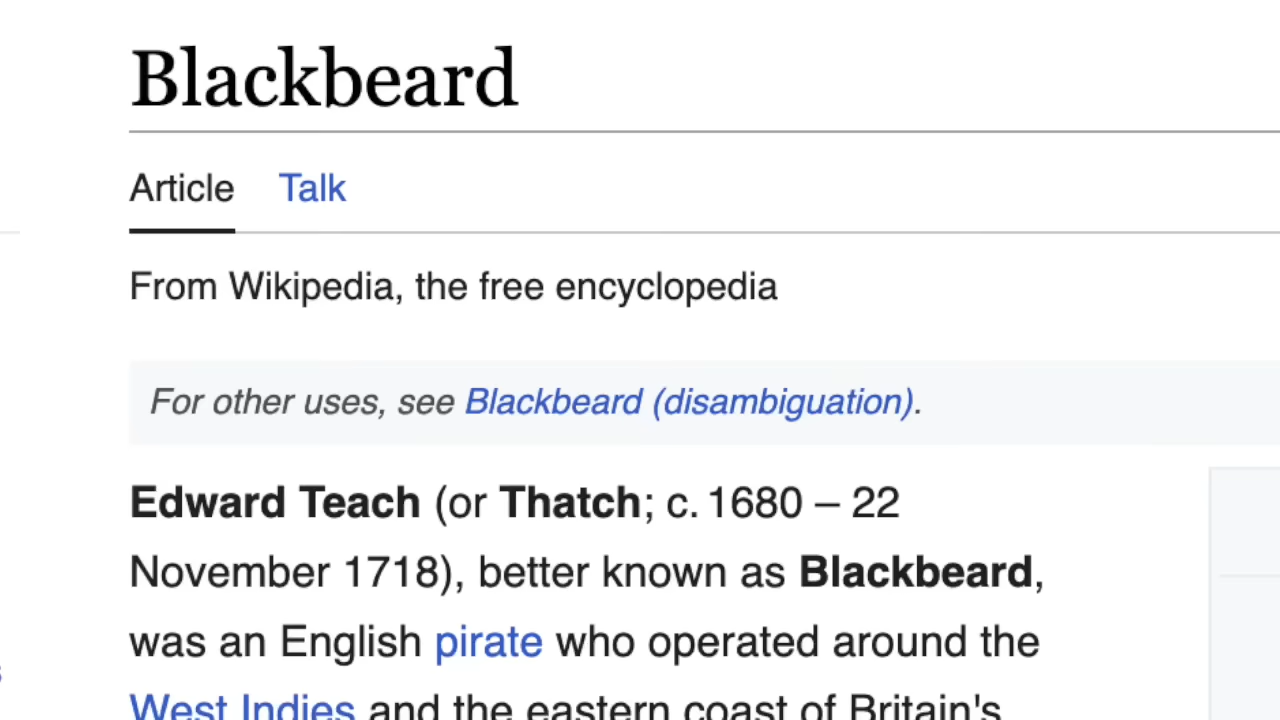 Blackbeard
Article Talk
From Wikipedia, the free encyclopedia
For other uses, see Blackbeard (disambiguation).
Edward Teach (or Thatch; c. 1680 – 22
November 1718), better known as Blackbeard,
was an English pirate who operated around the
West Indies and the eastern coast of Britain's